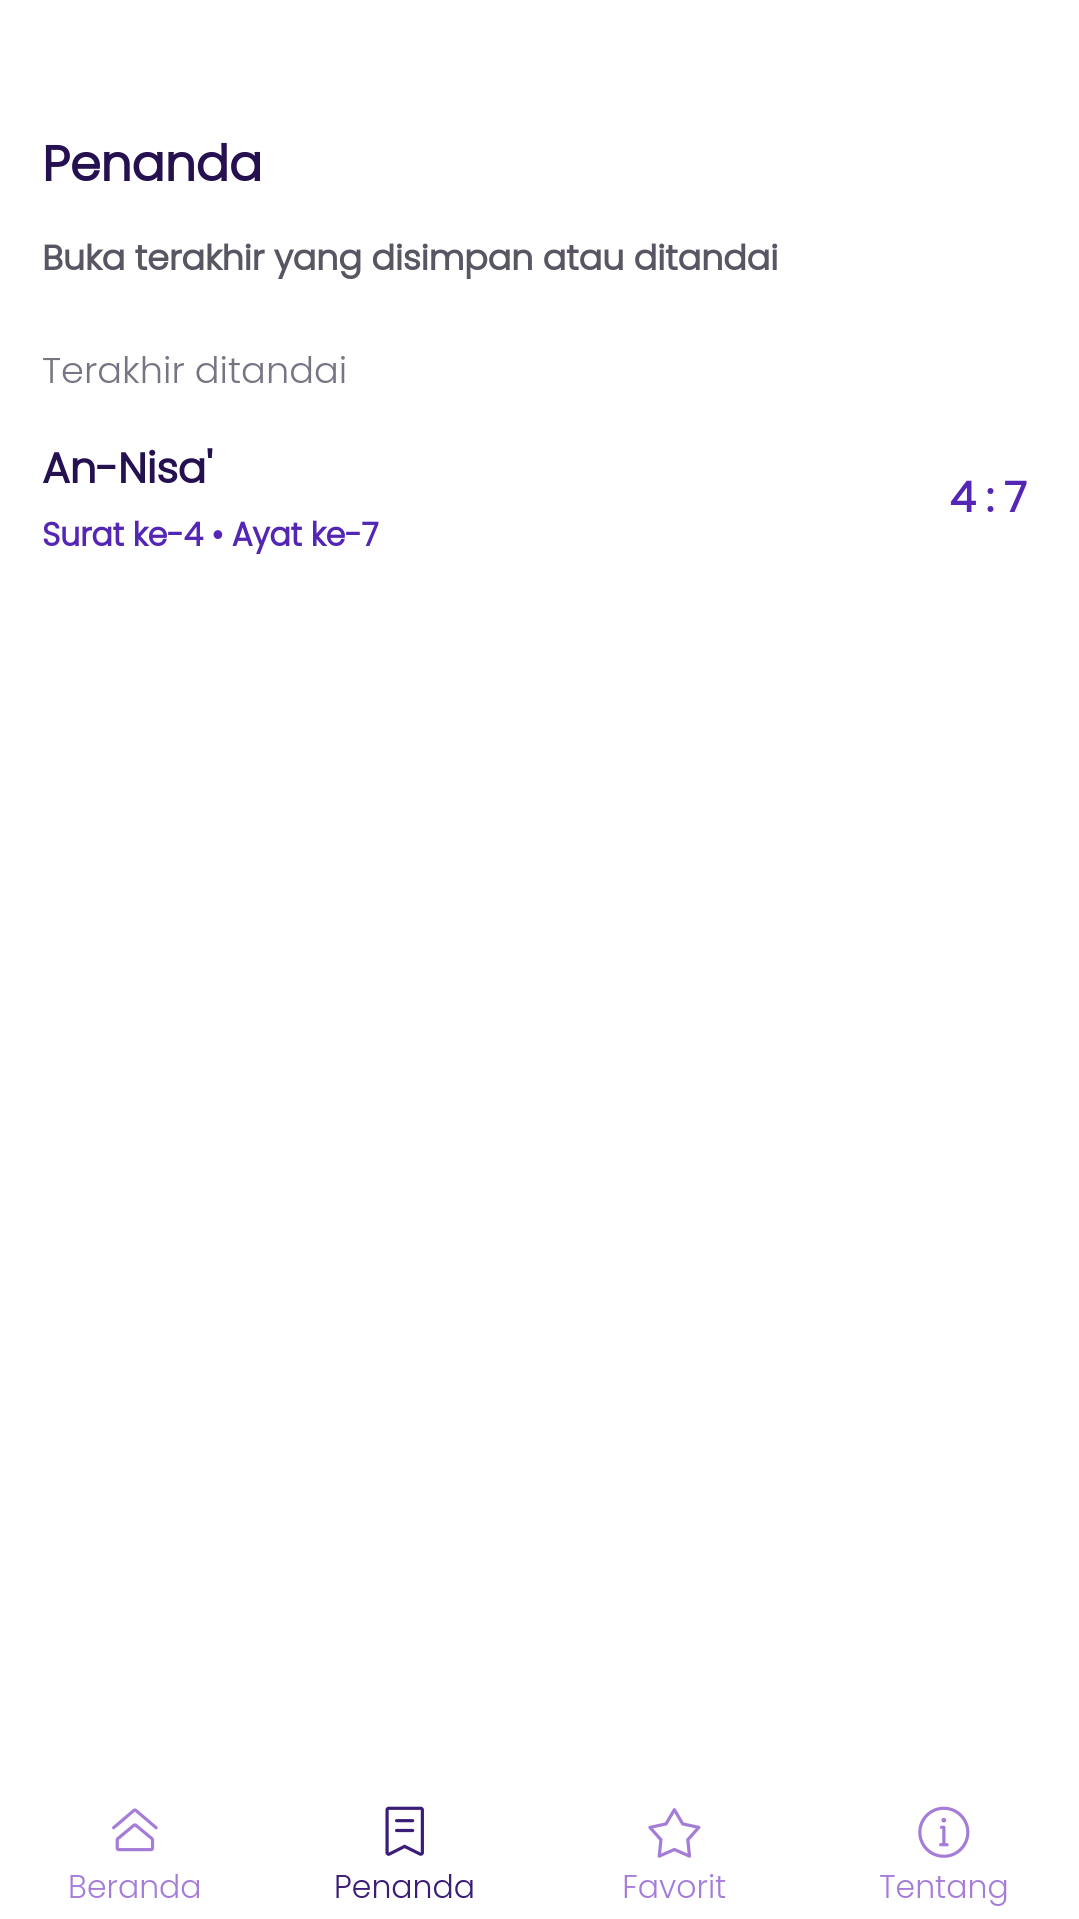 Penanda
Buka terakhir yang disimpan atau ditandai
Terakhir ditandai
An-Nisa'
Surat ke-4 • Ayat ke-7
4 : 7
Beranda
Penanda
Favorit
Tentang